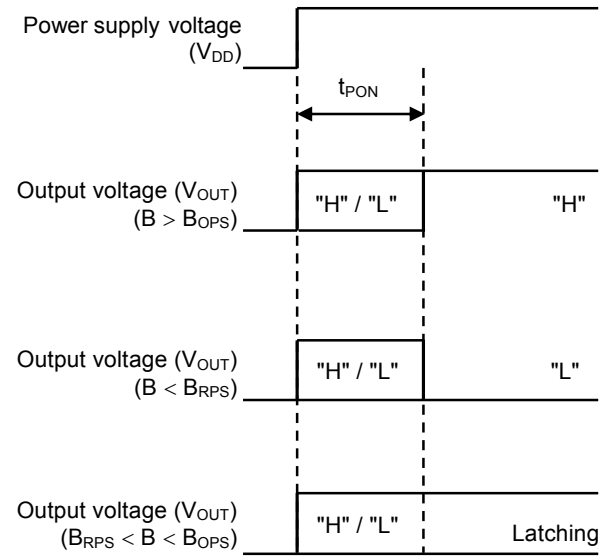 Power supply voltage
(VDD)
tPON
Output voltage (VOUT)
(B > BOPS)
"H" / "L"
"H"
Output voltage (VOUT)
(B < BRPS)
"H" / "L"
"L"
Output voltage (VOUT)
(BRPS < B < BOPS)
"H" / "L"
Latching